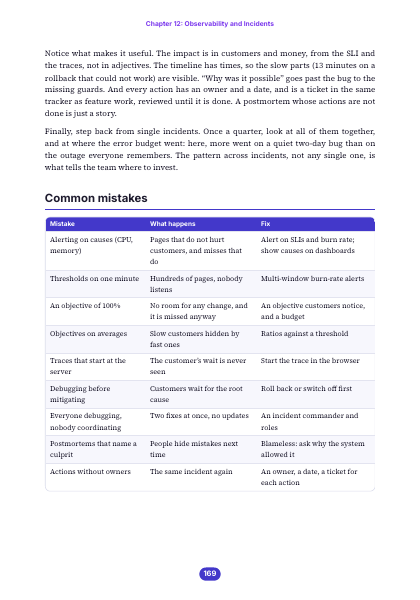 Chapter 12: Observability and Incidents
Notice what makes it useful. The impact is in customers and money, from the SLI and
the traces, not in adjectives. The timeline has times, so the slow parts (13 minutes on a
rollback that could not work) are visible. “Why was it possible” goes past the bug to the
missing guards. And every action has an owner and a date, and is a ticket in the same
tracker as feature work, reviewed until it is done. A postmortem whose actions are not
done is just a story.
Finally, step back from single incidents. Once a quarter, look at all of them together,
and at where the error budget went: here, more went on a quiet two-day bug than on
the outage everyone remembers. The pattern across incidents, not any single one, is
what tells the team where to invest.
Common mistakes
Mistake What happens Fix
Alerting on causes (CPU, Pages that do not hurt Alert on SLIs and burn rate;
memory) customers, and misses that show causes on dashboards
do
Thresholds on one minute Hundreds of pages, nobody Multi-window burn-rate alerts
listens
An objective of 100% No room for any change, and An objective customers notice,
it is missed anyway and a budget
Objectives on averages Slow customers hidden by Ratios against a threshold
fast ones
Traces that start at the The customer’s wait is never Start the trace in the browser
server seen
Debugging before Customers wait for the root Roll back or switch off first
mitigating cause
Everyone debugging, Two fixes at once, no updates An incident commander and
nobody coordinating roles
Postmortems that name a People hide mistakes next Blameless: ask why the system
culprit time allowed it
Actions without owners The same incident again An owner, a date, a ticket for
each action
169